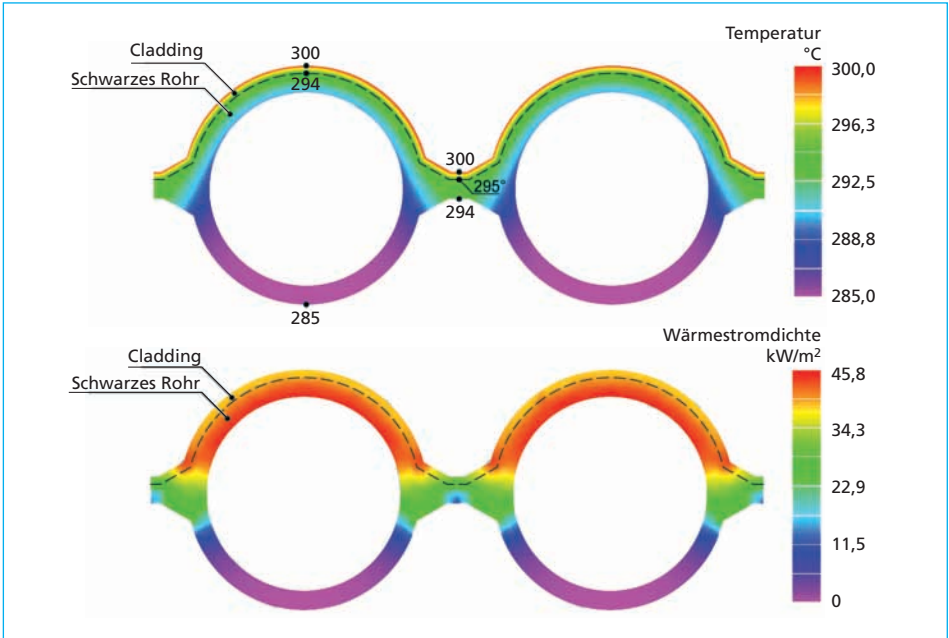 Temperatur
°C
Cladding
Schwarzes Rohr
300
294
300
295°
294
285
300,0
296,3
292,5
288,8
285,0
Wärmestromdichte
kW/m²
Cladding
Schwarzes Rohr
45,8
34,3
22,9
11,5
0